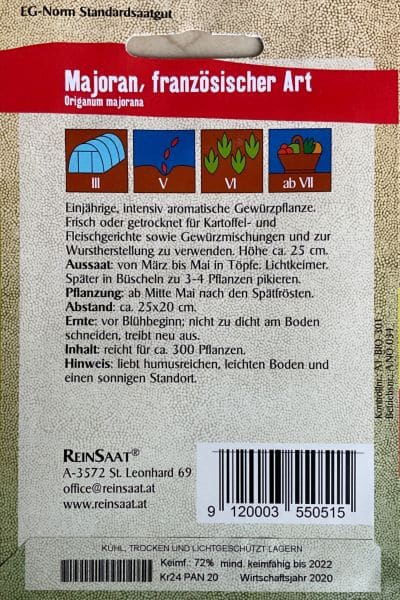 EG-Norm Standardsaatgut
Majoran, französischer Art
Origanum majorana
III
V
VI
ab VII
Einjährige, intensiv aromatische Gewürzpflanze.
Frisch oder getrocknet für Kartoffel- und
Fleischgerichte sowie Gewürzmischungen und zur
Wurstherstellung zu verwenden. Höhe ca. 25 cm.
Aussaat: von März bis Mai in Töpfe. Lichtkeimer.
Später in Büscheln zu 3-4 Pflanzen pikieren.
Pflanzung: ab Mitte Mai nach den Spätfrösten.
Abstand: ca. 25x20 cm.
Ernte: vor Blühbeginn; nicht zu dicht am Boden
schneiden, treibt neu aus.
Inhalt: reicht für ca. 300 Pflanzen.
Hinweis: liebt humusreichen, leichten Boden und
einen sonnigen Standort.
Kontrollnr.: AT-BIO-301
REINSAAT®
A-3572 St. Leonhard 69
office@reinsaat.at
www.reinsaat.at
9 120003 550515
KÜHL, TROCKEN UND LICHTGESCHÜTZT LAGERN
Keimf.: 72% mind. keimfähig bis 2022
Kr24 PAN 20 Wirtschaftsjahr 2020